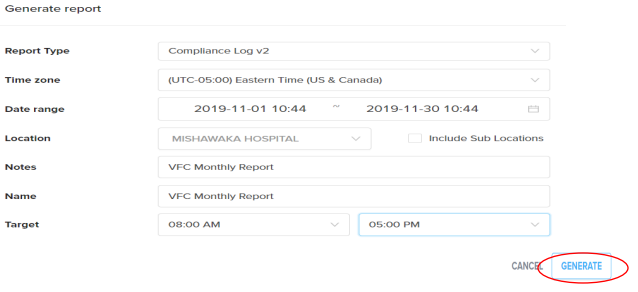 Generate report
Report Type Compliance Log v2
Time zone (UTC-05:00) Eastern Time (US & Canada)
Date range 2019-11-01 10:44 ~ 2019-11-30 10:44
Location MISHAWAKA HOSPITAL Include Sub Locations
Notes VFC Monthly Report
Name VFC Monthly Report
Target 08:00 AM 05:00 PM
CANCEL GENERATE